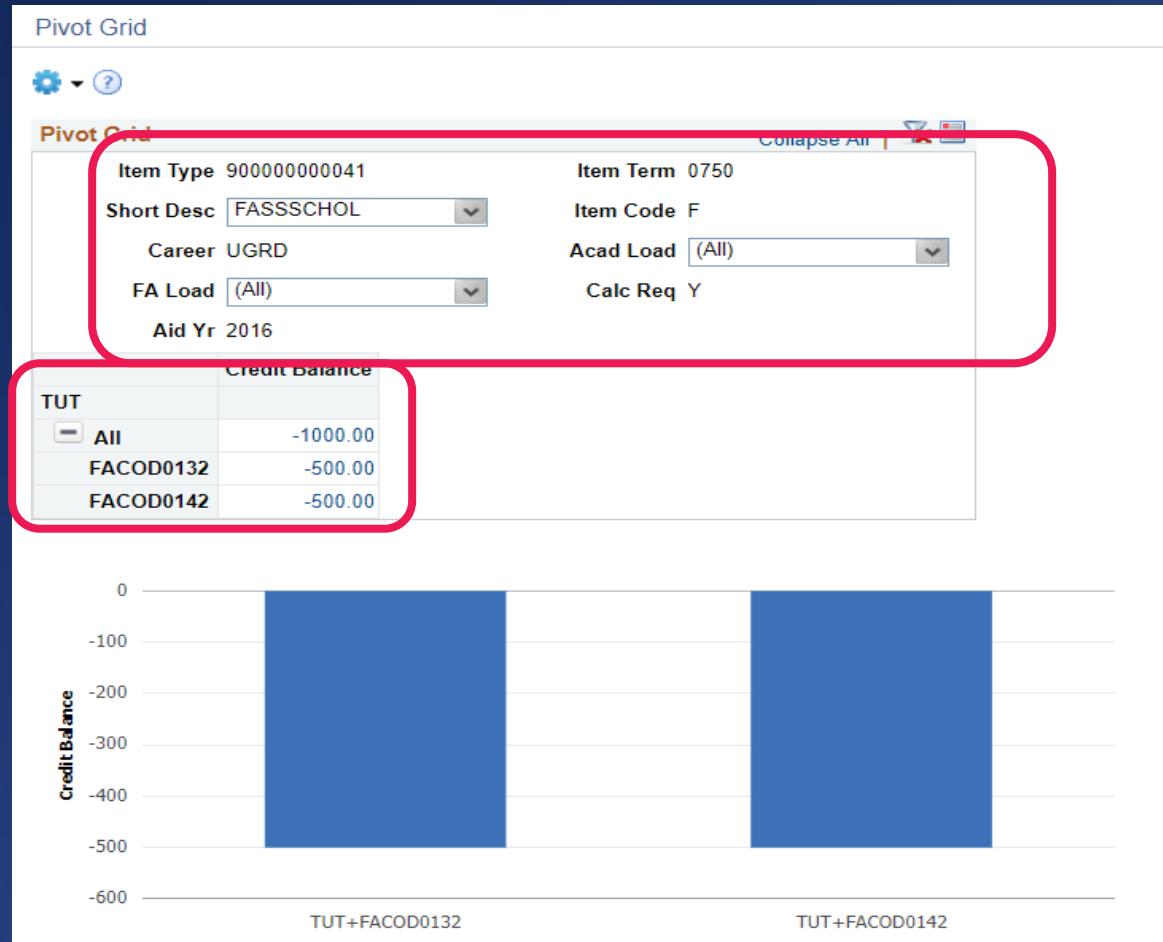 Pivot Grid
Pivot Grid
Collapse All |
Item Type 900000000041 Item Term 0750
Short Desc FASSSCHOL Item Code F
Career UGRD Acad Load (All)
FA Load (All) Calc Req Y
Aid Yr 2016
Credit Balance
TUT
All -1000.00
FACOD0132 -500.00
FACOD0142 -500.00
0
-100
-200
-300
-400
-500
-600
Credit Balance
TUT+FACOD0132 TUT+FACOD0142